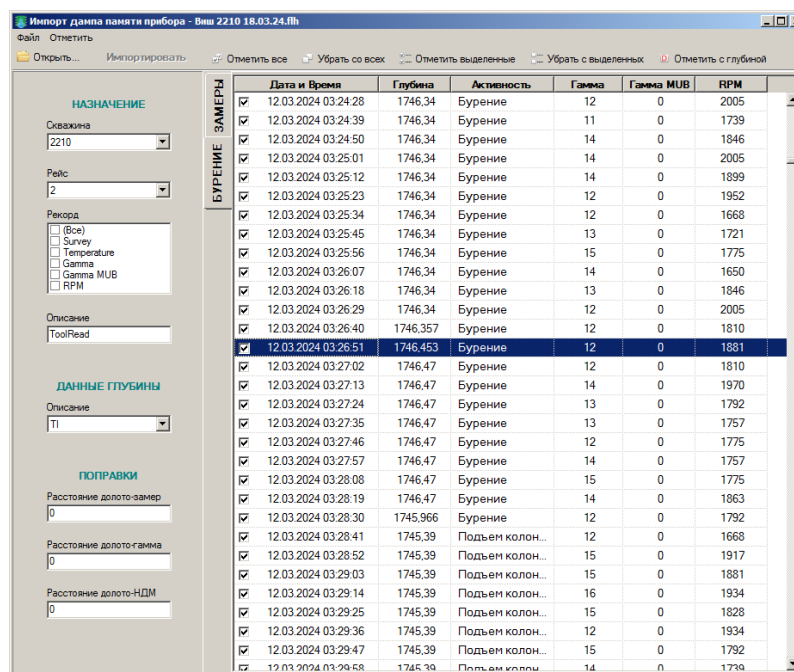 Импорт дампа памяти прибора - Виш 2210 18.03.24.flh
Файл Отметить
Открыть... Импортировать Отметить все Убрать со всех Отметить выделенные Убрать с выделенных Отметить с глубиной
НАЗНАЧЕНИЕ
Скважина
2210
Рейс
2
Рекорд
(Все)
Survey
Temperature
Gamma
Gamma MUB
RPM
Описание
ToolRead
ДАННЫЕ ГЛУБИНЫ
Описание
TI
ПОПРАВКИ
Расстояние долото-замер
0
Расстояние долото-гамма
0
Расстояние долото-НДМ
0
ЗАМЕРЫ
БУРЕНИЕ
Дата и Время Глубина Активность Гамма Гамма MUB RPM
12.03.2024 03:24:28 1746,34 Бурение 12 0 2005
12.03.2024 03:24:39 1746,34 Бурение 11 0 1739
12.03.2024 03:24:50 1746,34 Бурение 14 0 1846
12.03.2024 03:25:01 1746,34 Бурение 14 0 2005
12.03.2024 03:25:12 1746,34 Бурение 14 0 1899
12.03.2024 03:25:23 1746,34 Бурение 12 0 1952
12.03.2024 03:25:34 1746,34 Бурение 12 0 1668
12.03.2024 03:25:45 1746,34 Бурение 13 0 1721
12.03.2024 03:25:56 1746,34 Бурение 15 0 1775
12.03.2024 03:26:07 1746,34 Бурение 14 0 1650
12.03.2024 03:26:18 1746,34 Бурение 13 0 1846
12.03.2024 03:26:29 1746,34 Бурение 12 0 2005
12.03.2024 03:26:40 1746,357 Бурение 12 0 1810
12.03.2024 03:26:51 1746,453 Бурение 12 0 1881
12.03.2024 03:27:02 1746,47 Бурение 12 0 1810
12.03.2024 03:27:13 1746,47 Бурение 14 0 1970
12.03.2024 03:27:24 1746,47 Бурение 13 0 1792
12.03.2024 03:27:35 1746,47 Бурение 13 0 1757
12.03.2024 03:27:46 1746,47 Бурение 12 0 1775
12.03.2024 03:27:57 1746,47 Бурение 14 0 1757
12.03.2024 03:28:08 1746,47 Бурение 15 0 1775
12.03.2024 03:28:19 1746,47 Бурение 14 0 1863
12.03.2024 03:28:30 1745,966 Бурение 12 0 1792
12.03.2024 03:28:41 1745,39 Подъем колон... 12 0 1668
12.03.2024 03:28:52 1745,39 Подъем колон... 15 0 1917
12.03.2024 03:29:03 1745,39 Подъем колон... 15 0 1881
12.03.2024 03:29:14 1745,39 Подъем колон... 16 0 1934
12.03.2024 03:29:25 1745,39 Подъем колон... 15 0 1828
12.03.2024 03:29:36 1745,39 Подъем колон... 12 0 1934
12.03.2024 03:29:47 1745,39 Подъем колон... 15 0 1792
12.03.2024 03:29:58 1745,39 Подъем колон... 14 0 1739